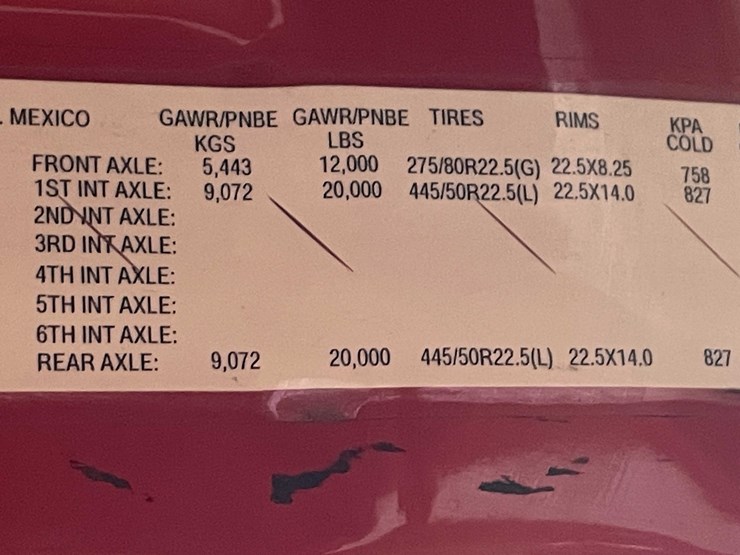 . MEXICO GAWR/PNBE GAWR/PNBE TIRES RIMS KPA
KGS LBS COLD
FRONT AXLE: 5,443 12,000 275/80R22.5(G) 22.5X8.25 758
1ST INT AXLE: 9,072 20,000 445/50R22.5(L) 22.5X14.0 827
2ND INT AXLE:
3RD INT AXLE:
4TH INT AXLE:
5TH INT AXLE:
6TH INT AXLE:
REAR AXLE: 9,072 20,000 445/50R22.5(L) 22.5X14.0 827